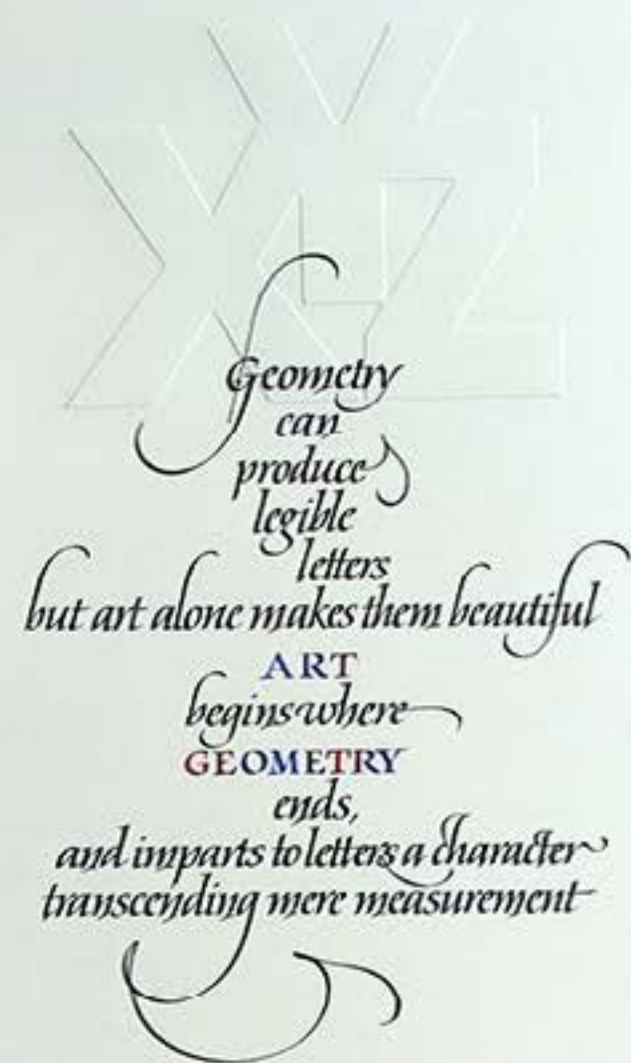 XYZ
Geometry
can
produce
legible
letters
but art alone makes them beautiful
ART
begins where
GEOMETRY
ends,
and imparts to letters a character
transcending mere measurement